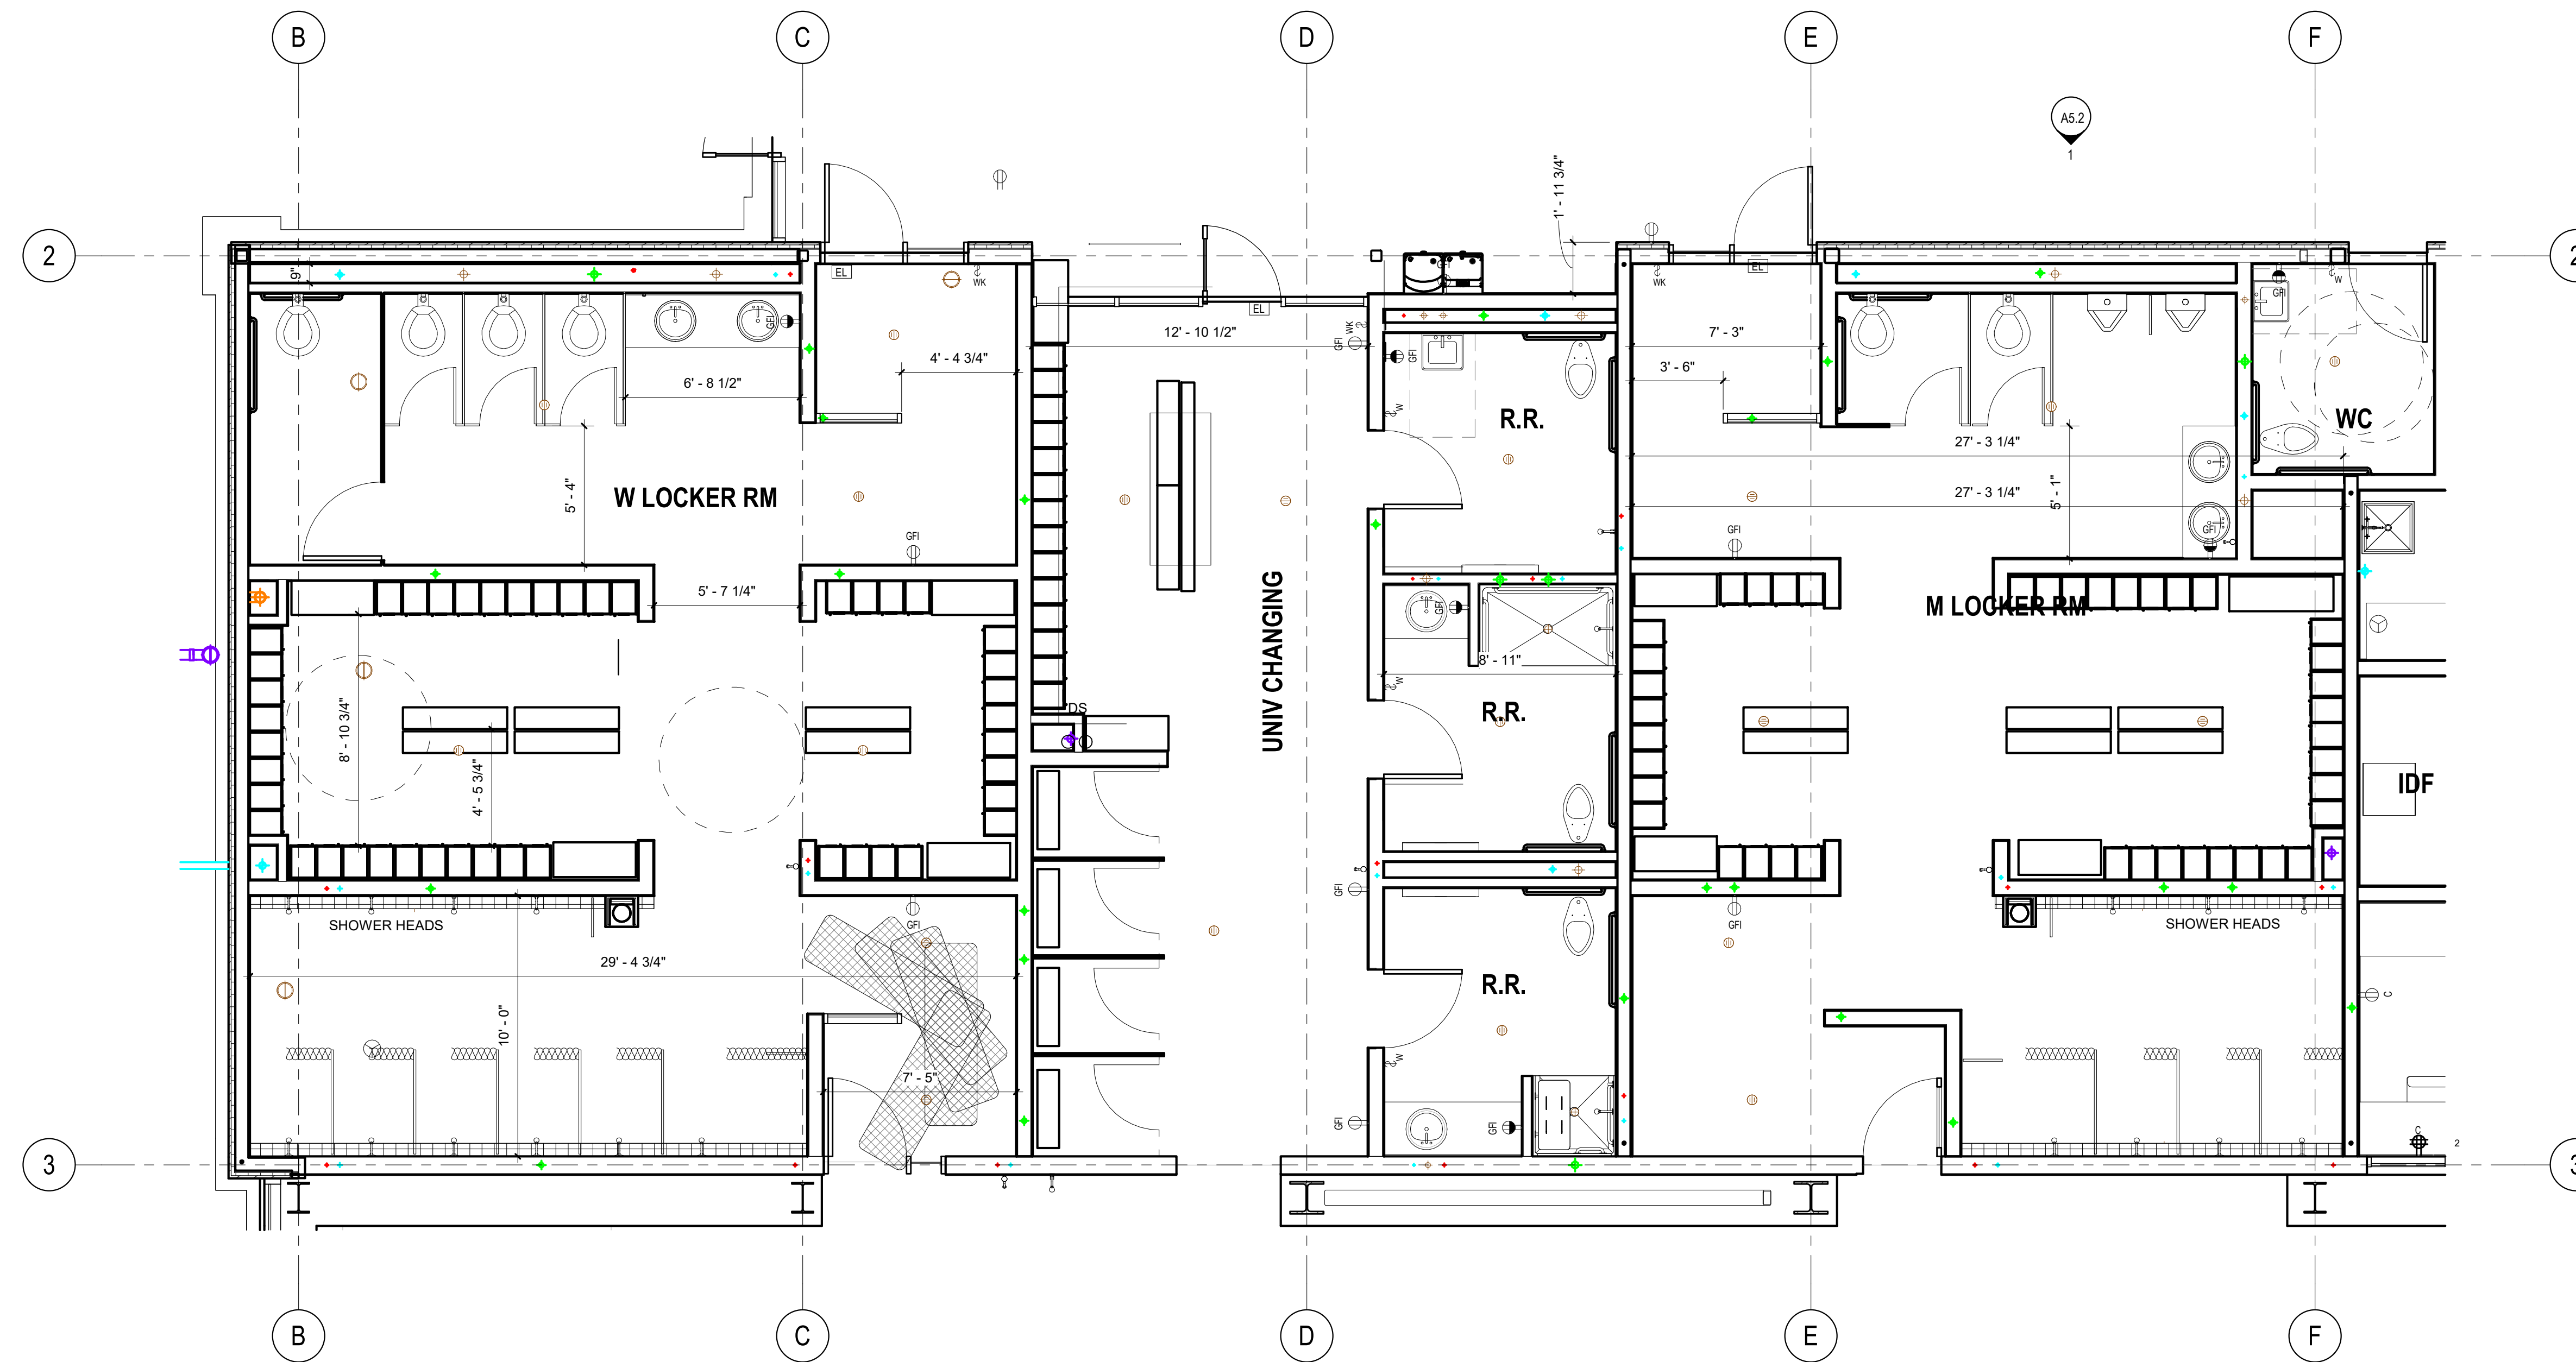 B C D E F
A5.2
1
1' - 11 3/4"
2
2
9"
EL
WK
EL
GFI
WK
EL
GFI
W
GFI
12' - 10 1/2"
WK
GFI
GFI
7' - 3"
4' - 4 3/4"
3' - 6"
6' - 8 1/2"
W
R.R.
WC
27' - 3 1/4"
5' - 4"
W LOCKER RM
27' - 3 1/4"
5' - 1"
GFI
GFI
GFI
5' - 7 1/4"
GFI
M LOCKER RM
UNIV CHANGING
8' - 11"
W
DS
R.R.
8' - 10 3/4"
4' - 5 3/4"
IDF
GFI
SHOWER HEADS
GFI
GFI
SHOWER HEADS
29' - 4 3/4"
R.R.
C
10' - 0"
7' - 5"
W
GFI
GFI
C
2
3
3
B C D E F